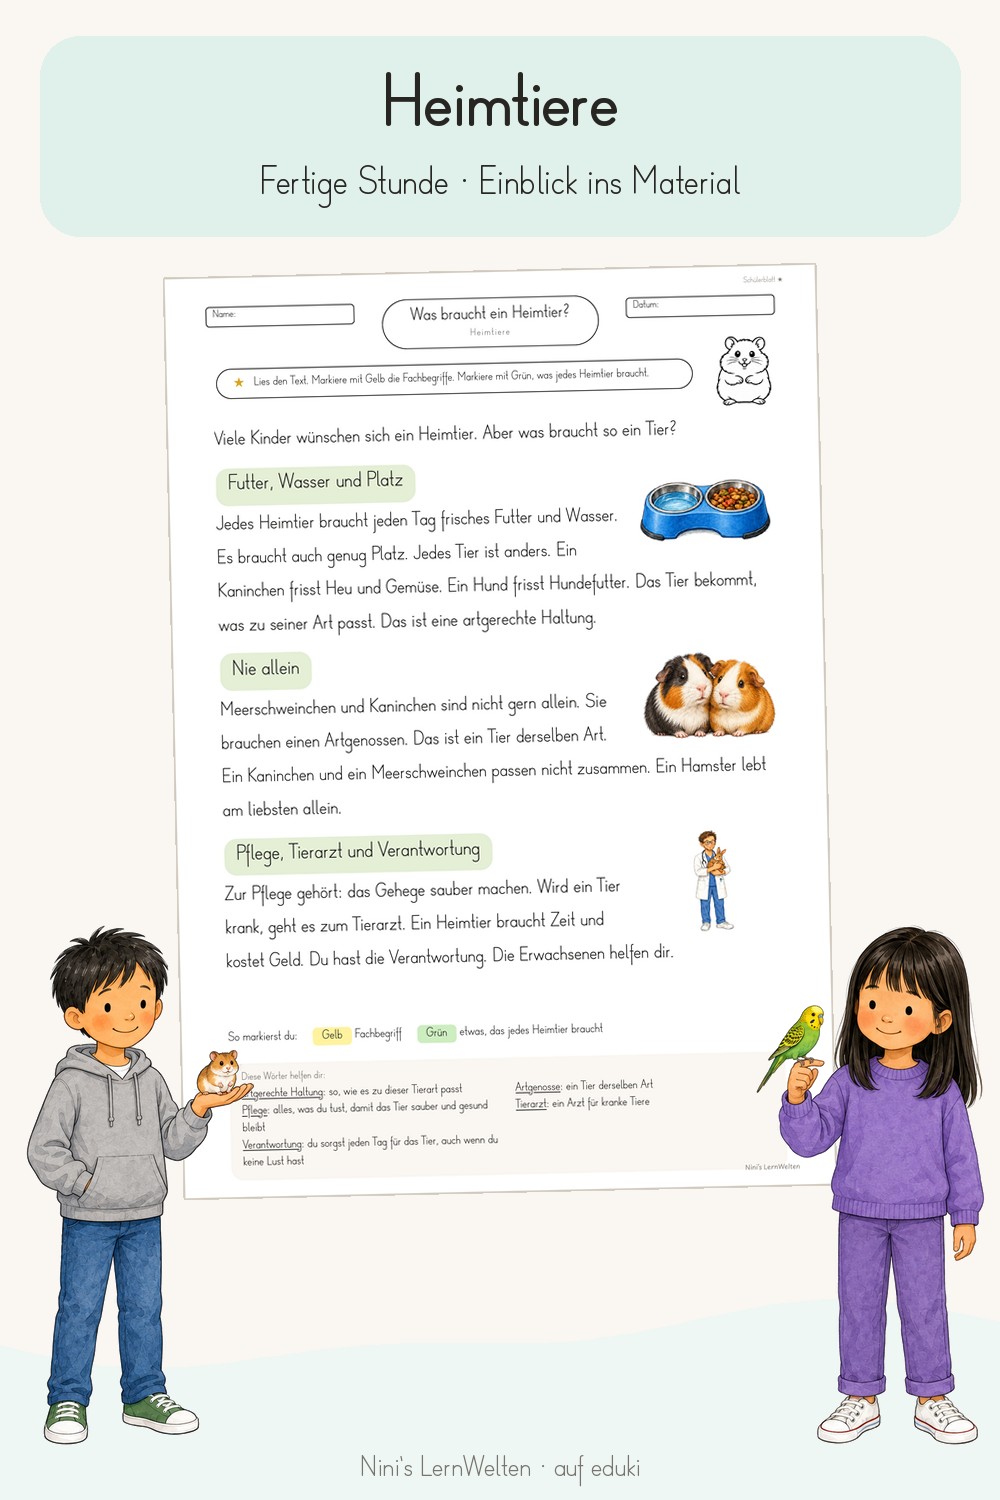 Heimtiere
Fertige Stunde · Einblick ins Material
Schülerblatt ★
Name:
Was braucht ein Heimtier?
Heimtiere
Datum:
★ Lies den Text. Markiere mit Gelb die Fachbegriffe. Markiere mit Grün, was jedes Heimtier braucht.
Viele Kinder wünschen sich ein Heimtier. Aber was braucht so ein Tier?
Futter, Wasser und Platz
Jedes Heimtier braucht jeden Tag frisches Futter und Wasser.
Es braucht auch genug Platz. Jedes Tier ist anders. Ein
Kaninchen frisst Heu und Gemüse. Ein Hund frisst Hundefutter. Das Tier bekommt,
was zu seiner Art passt. Das ist eine artgerechte Haltung.
Nie allein
Meerschweinchen und Kaninchen sind nicht gern allein. Sie
brauchen einen Artgenossen. Das ist ein Tier derselben Art.
Ein Kaninchen und ein Meerschweinchen passen nicht zusammen. Ein Hamster lebt
am liebsten allein.
Pflege, Tierarzt und Verantwortung
Zur Pflege gehört: das Gehege sauber machen. Wird ein Tier
krank, geht es zum Tierarzt. Ein Heimtier braucht Zeit und
kostet Geld. Du hast die Verantwortung. Die Erwachsenen helfen dir.
So markierst du: Gelb Fachbegriff Grün etwas, das jedes Heimtier braucht
Diese Wörter helfen dir:
artgerechte Haltung: so, wie es zu dieser Tierart passt
Pflege: alles, was du tust, damit das Tier sauber und gesund
bleibt
Verantwortung: du sorgst jeden Tag für das Tier, auch wenn du
keine Lust hast
Artgenosse: ein Tier derselben Art
Tierarzt: ein Arzt für kranke Tiere
Nini's LernWelten
Nini's LernWelten · auf eduki